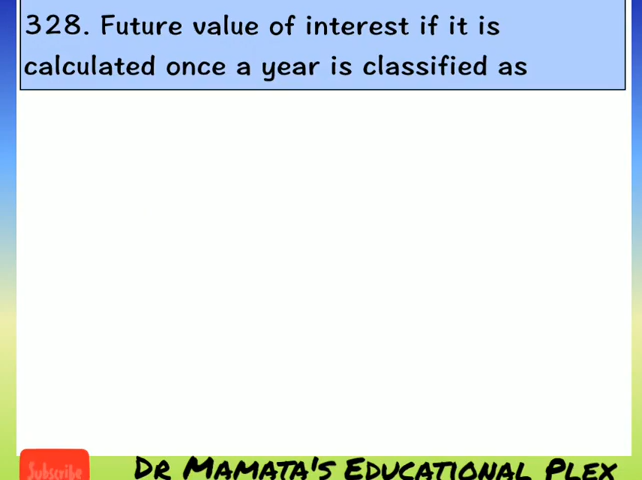 328. Future value of interest if it is
calculated once a year is classified as
Subscribe
Dr Mamata's Educational Plex